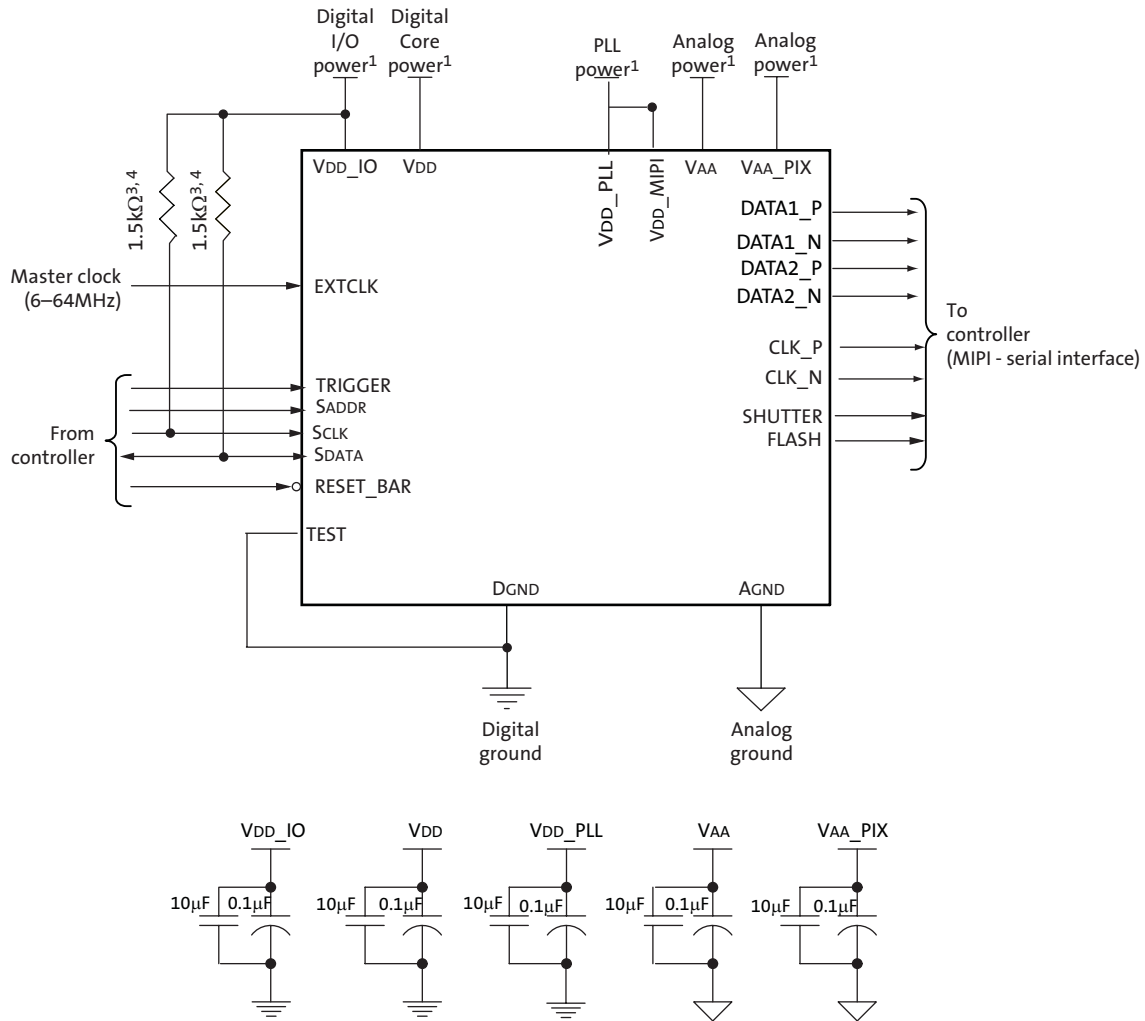 Digital
I/O
power1
Digital
Core
power1
PLL
power1
Analog
power1
Analog
power1
VDD_IO
VDD
VDD_PLL
VDD_MIPI
VAA
VAA_PIX
1.5kΩ3, 4
1.5kΩ3, 4
DATA1_P
DATA1_N
DATA2_P
DATA2_N
Master clock
(6–64MHz)
EXTCLK
To
controller
(MIPI - serial interface)
CLK_P
CLK_N
SHUTTER
FLASH
From
controller
TRIGGER
SADDR
SCLK
SDATA
RESET_BAR
TEST
DGND
AGND
Digital
ground
Analog
ground
VDD_IO
VDD
VDD_PLL
VAA
VAA_PIX
10µF
0.1µF
10µF
0.1µF
10µF
0.1µF
10µF
0.1µF
10µF
0.1µF